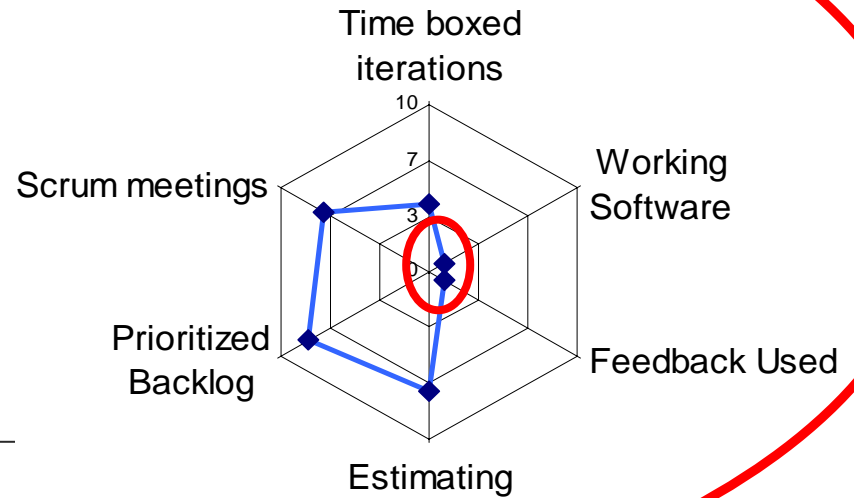 Time boxed
iterations
10
7
Working
Software
Scrum meetings
3
0
Prioritized
Backlog
Feedback Used
Estimating